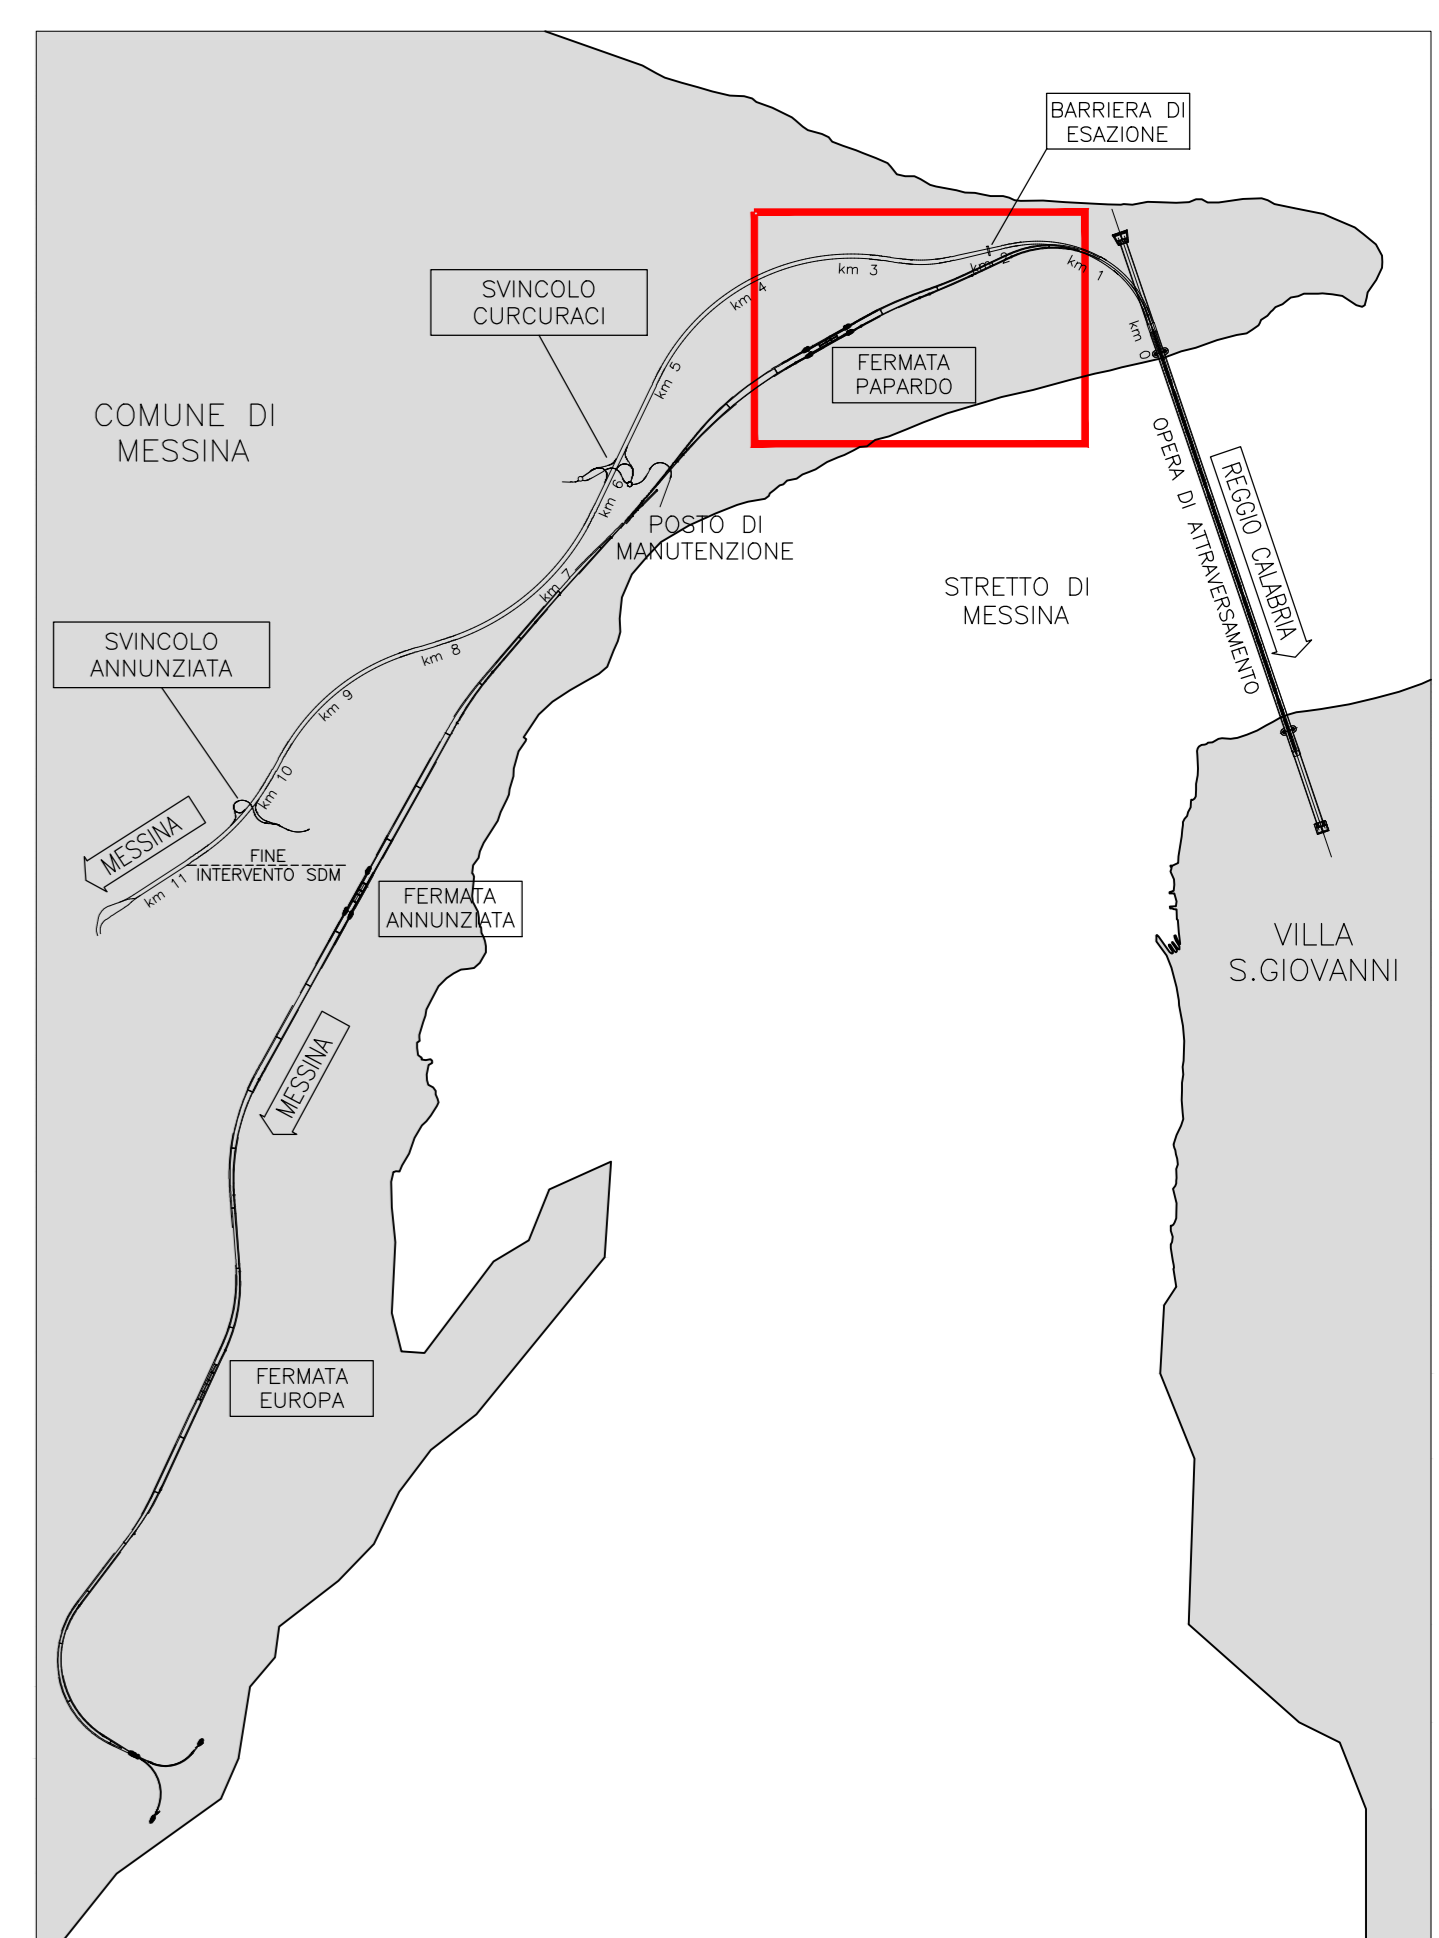 BARRIERA DI
ESAZIONE
km 2
km 1
km 3
km 4
km 0
SVINCOLO
CURCURACI
FERMATA
PAPARDO
km 5
COMUNE DI
MESSINA
km 6
POSTO DI
MANUTENZIONE
OPERA DI ATTRAVERSAMENTO
REGGIO CALABRIA
STRETTO DI
MESSINA
km 7
SVINCOLO
ANNUNZIATA
km 8
km 9
km 10
MESSINA
FINE
INTERVENTO SDM
km 11
FERMATA
ANNUNZIATA
VILLA
S.GIOVANNI
MESSINA
FERMATA
EUROPA